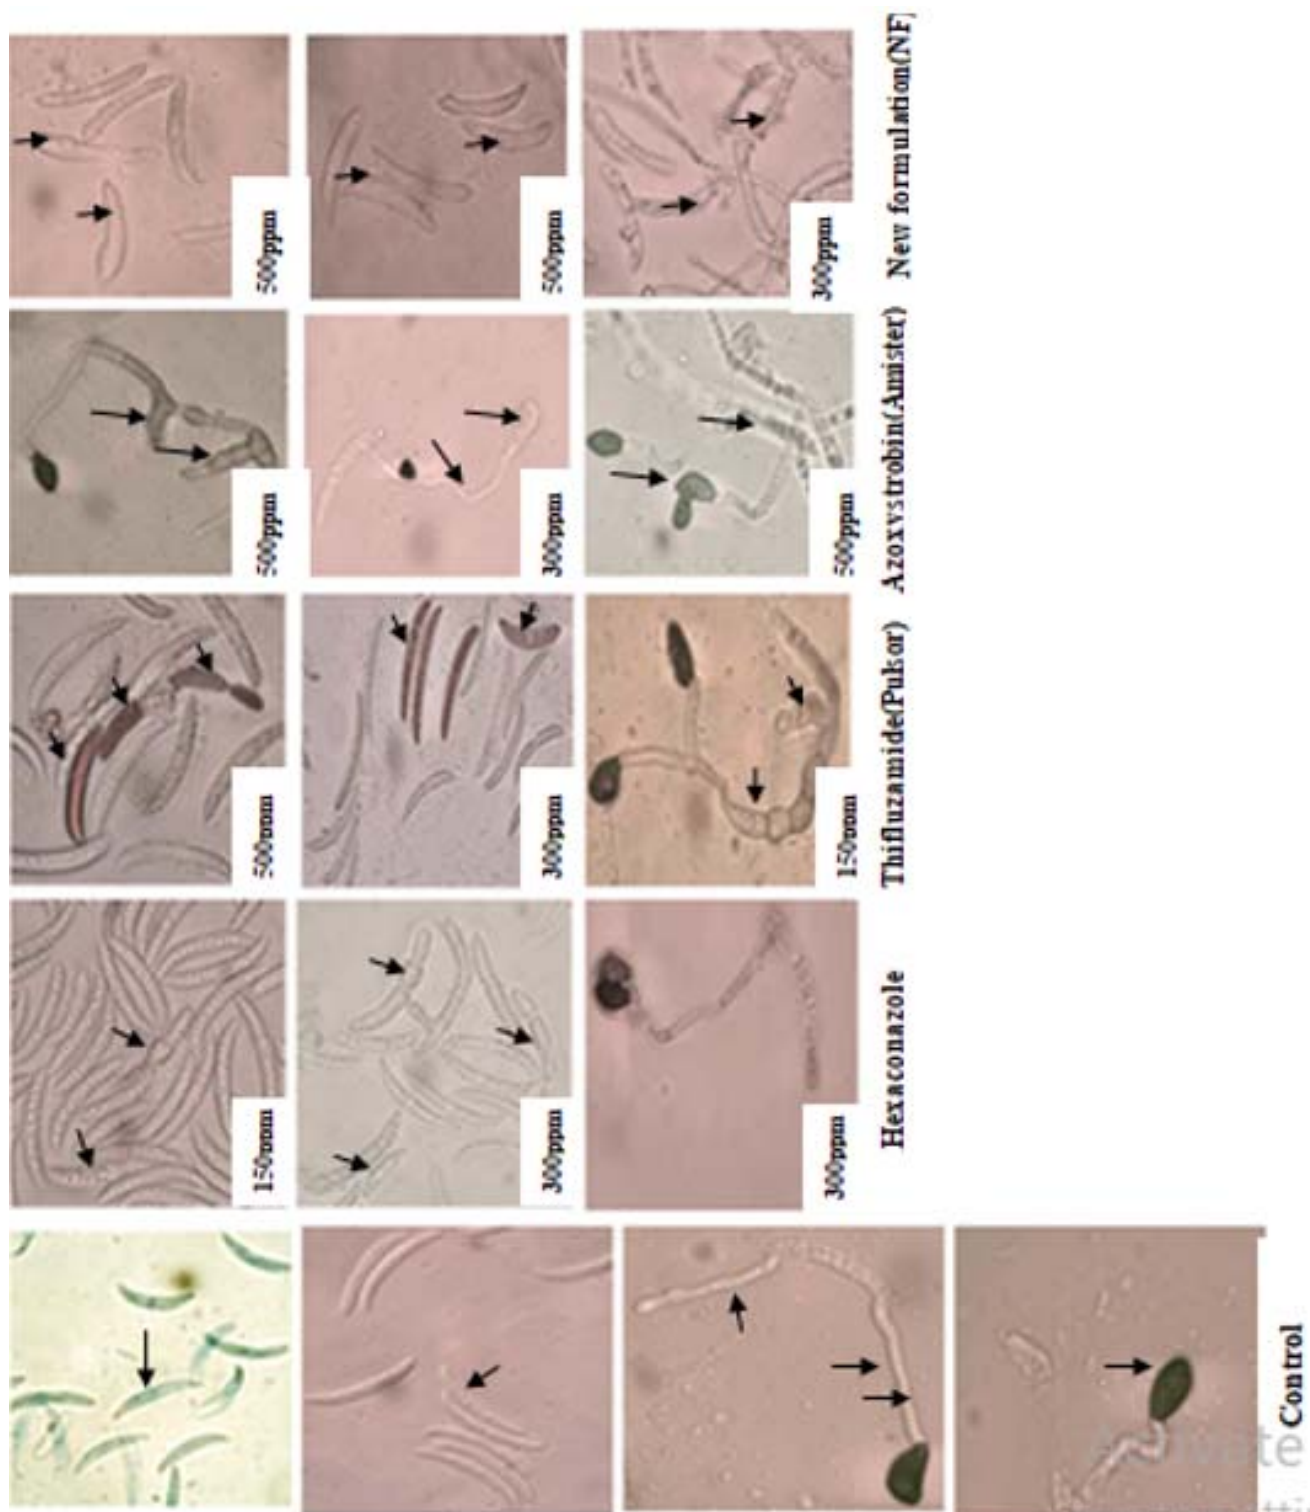 500ppm
500ppm
300ppm
New formulation(NF)
500ppm
300ppm
500ppm
Azoxystrobin(Amister)
500ppm
300ppm
150ppm
Thifluzamide(Pulsor)
150ppm
300ppm
300ppm
Hexaconazole
Control
Activate